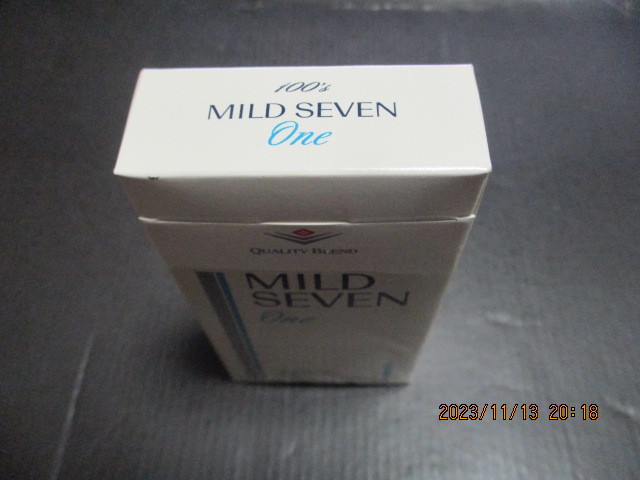 100's
MILD SEVEN
One
QUALITY BLEND
MILD
SEVEN
One
2023/11/13 20:18